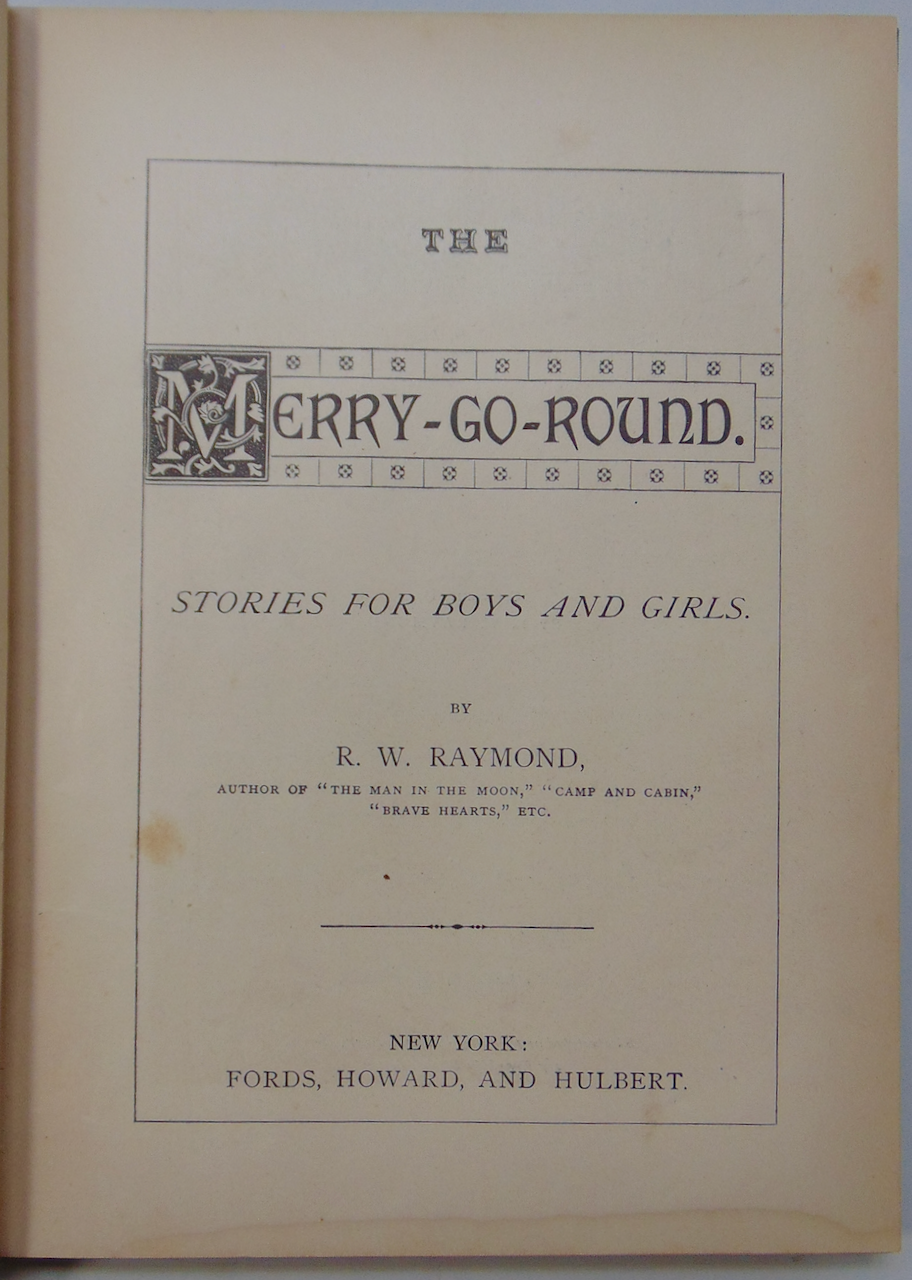 THE
MERRY-GO-ROUND.
STORIES FOR BOYS AND GIRLS.
BY
R. W. RAYMOND,
AUTHOR OF “THE MAN IN THE MOON,” “CAMP AND CABIN,”
“BRAVE HEARTS,” ETC.
NEW YORK:
FORDS, HOWARD, AND HULBERT.